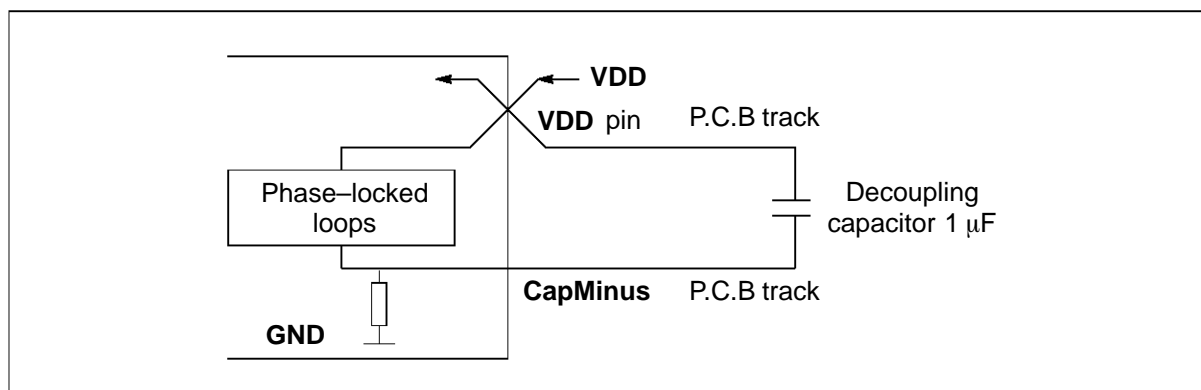 VDD
VDD pin
P.C.B track
Phase–locked
loops
Decoupling
capacitor 1 μF
CapMinus
P.C.B track
GND